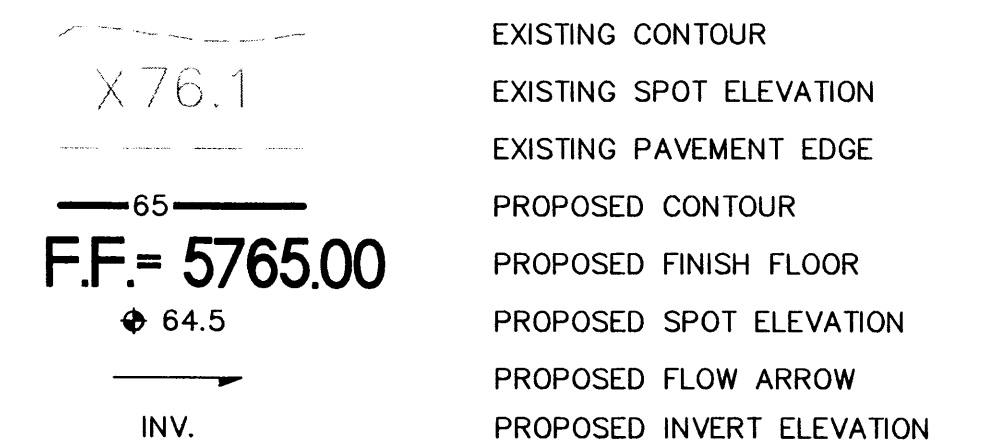 EXISTING CONTOUR
X 76.1 EXISTING SPOT ELEVATION
EXISTING PAVEMENT EDGE
65 PROPOSED CONTOUR
F.F.= 5765.00 PROPOSED FINISH FLOOR
64.5 PROPOSED SPOT ELEVATION
PROPOSED FLOW ARROW
INV. PROPOSED INVERT ELEVATION